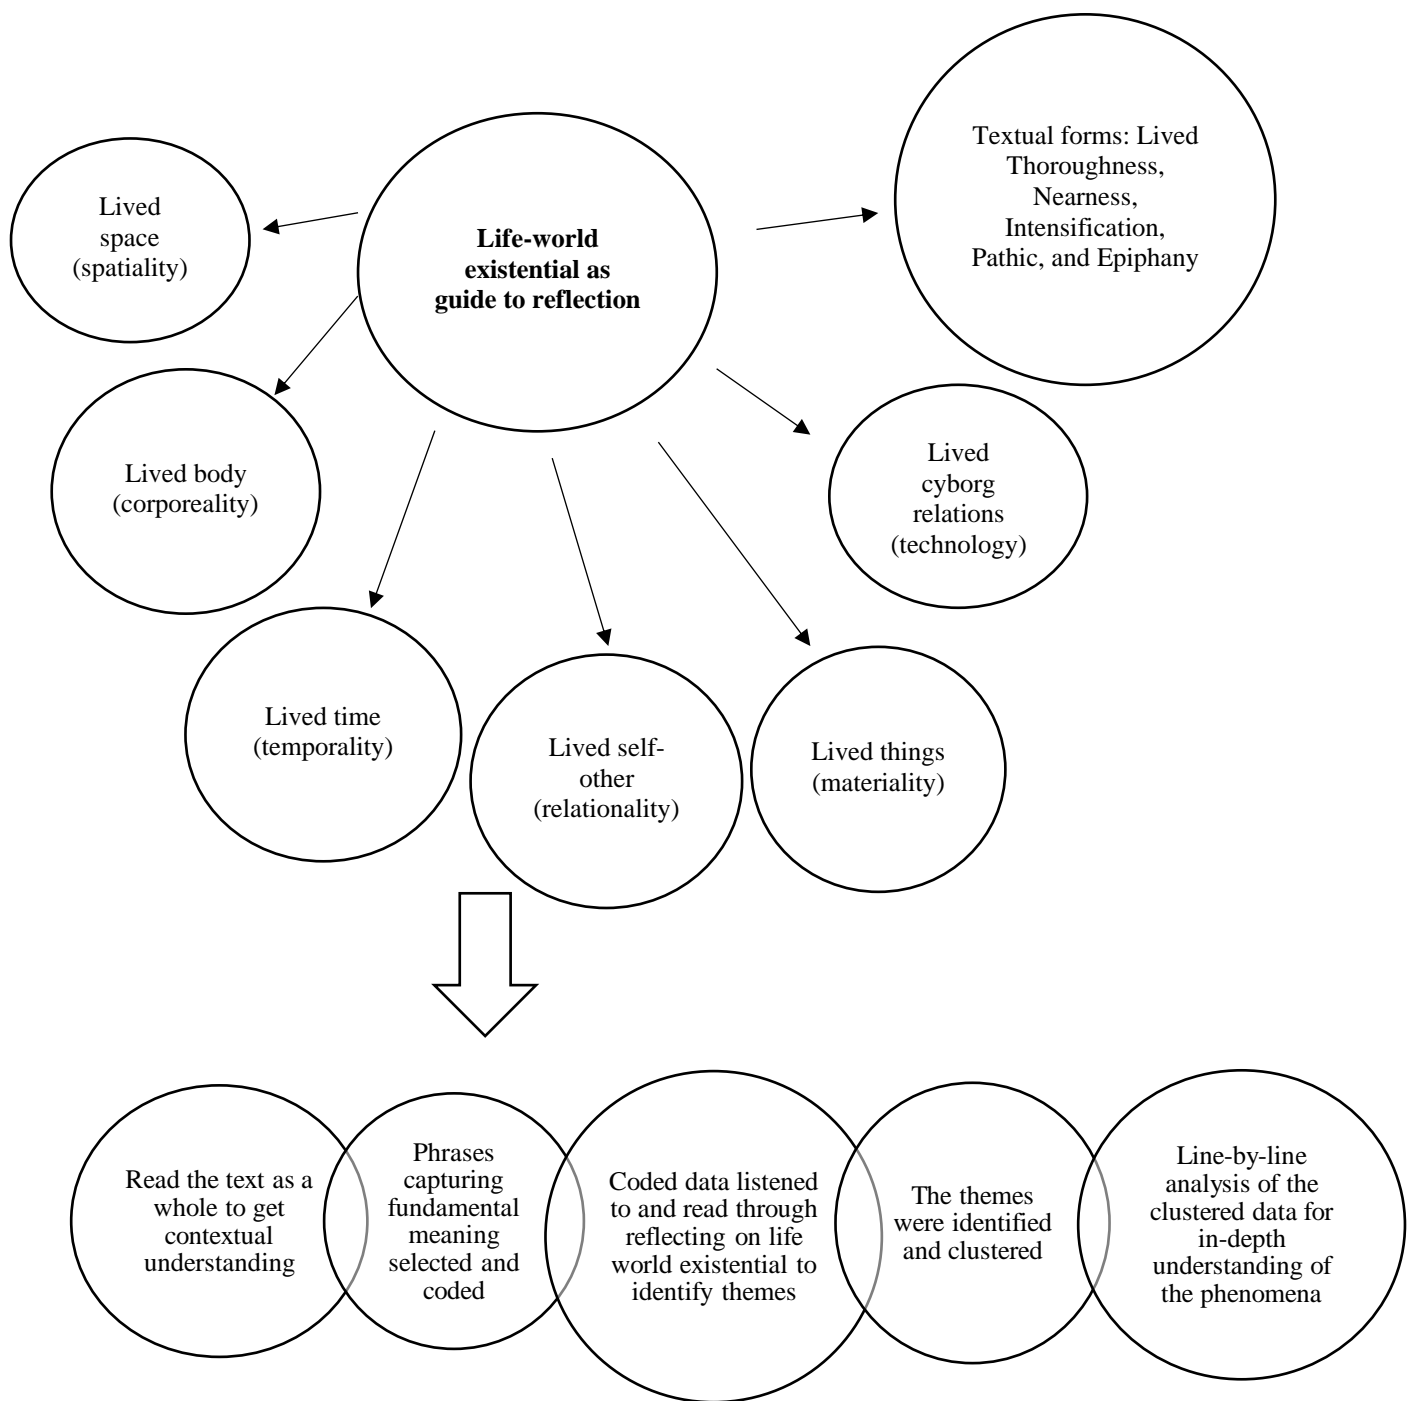 Textual forms: Lived
Thoroughness,
Nearness,
Intensification,
Pathic, and Epiphany
Lived
space
(spatiality)
Life-world
existential as
guide to reflection
Lived body
(corporeality)
Lived
cyborg
relations
(technology)
Lived time
(temporality)
Lived self-
other
(relationality)
Lived things
(materiality)
Read the text as a
whole to get
contextual
understanding
Phrases
capturing
fundamental
meaning
selected and
coded
Coded data listened
to and read through
reflecting on life
world existential to
identify themes
The themes
were identified
and clustered
Line-by-line
analysis of the
clustered data for
in-depth
understanding of
the phenomena